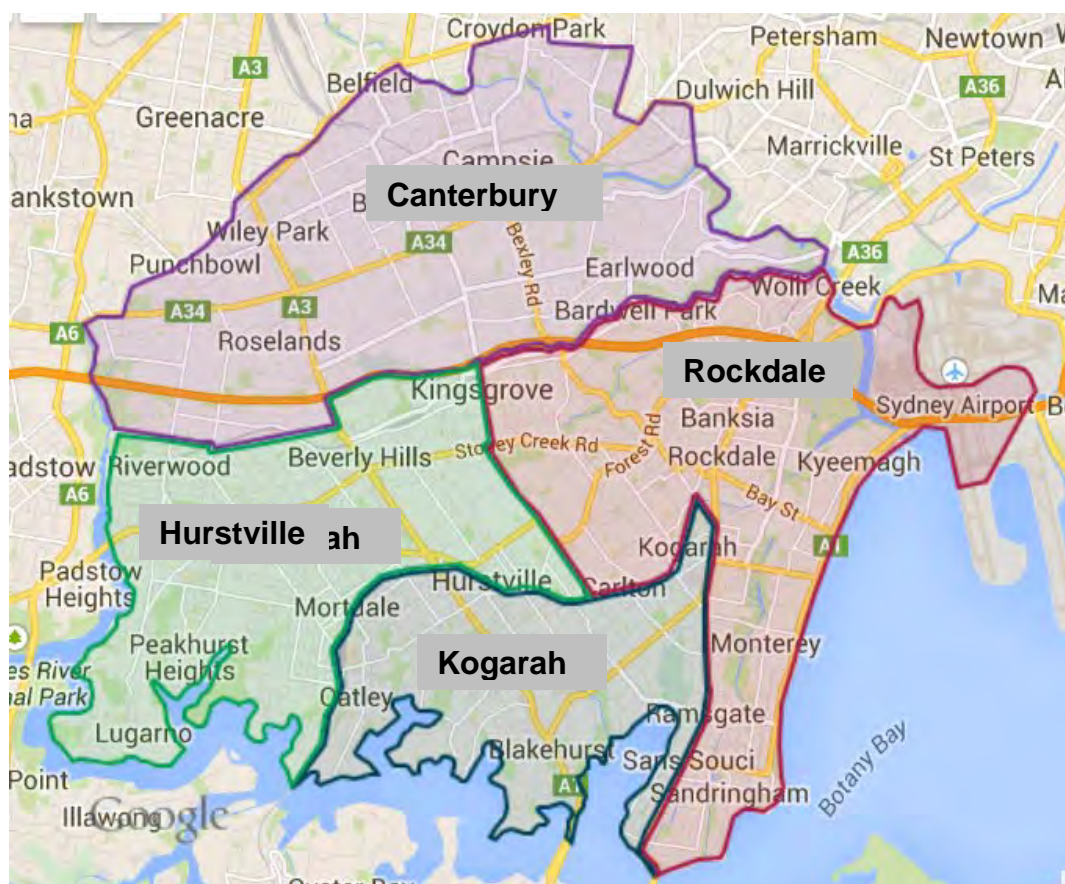 Croydon Park
Petersham
Newtown
A3
Belfield
A36
Dulwich Hill
Greenacre
Marrickville
St Peters
Campsie
Canterbury
Wiley Park
A34
Bexley Rd
Punchbowl
Earlwood
A36
Wolli Creek
A34
A3
Bardwell Park
A6
Roselands
Rockdale
Kingsgrove
Sydney Airport
Banksia
Forest Rd
Beverly Hills
Stoney Creek Rd
Rockdale
Kyeemagh
Riverwood
A6
Bay St
Hurstville
ah
Kogarah
A1
Padstow
Heights
Hurstville
Carlton
Mortdale
Peakhurst
Heights
Monterey
Kogarah
Oatley
Ramsgate
Lugarno
Blakehurst
Sans Souci
Botany Bay
Point
A1
Sandringham
Illawong
Google